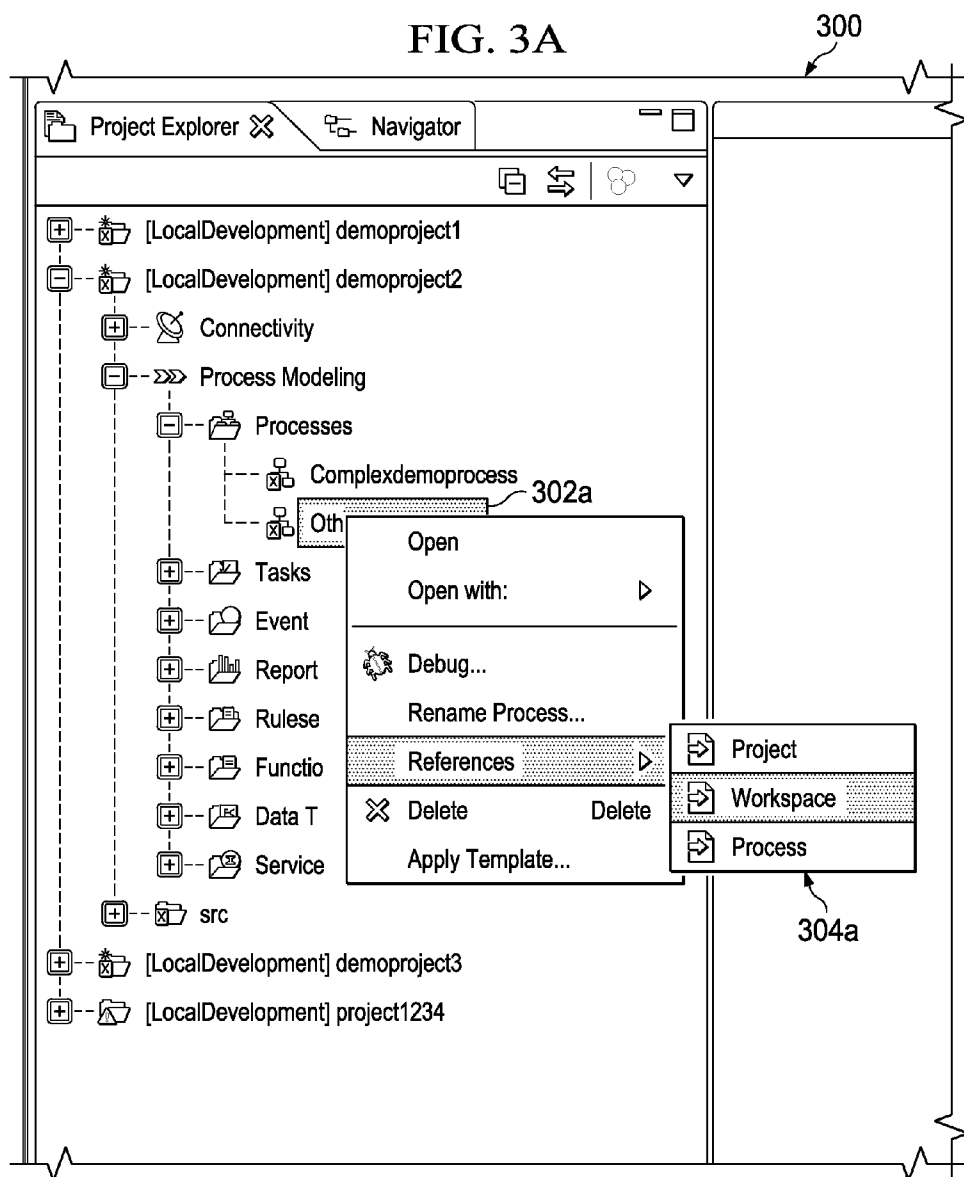 FIG. 3A
300
Project Explorer
Navigator
[LocalDevelopment] demoproject1
[LocalDevelopment] demoproject2
Connectivity
Process Modeling
Processes
Complexdemoprocess
302a
Oth
Open
Tasks
Open with:
Event
Report
Debug...
Rulese
Rename Process...
Project
Functio
References
Workspace
Data T
Delete Delete
Process
Service
Apply Template...
src
304a
[LocalDevelopment] demoproject3
[LocalDevelopment] project1234